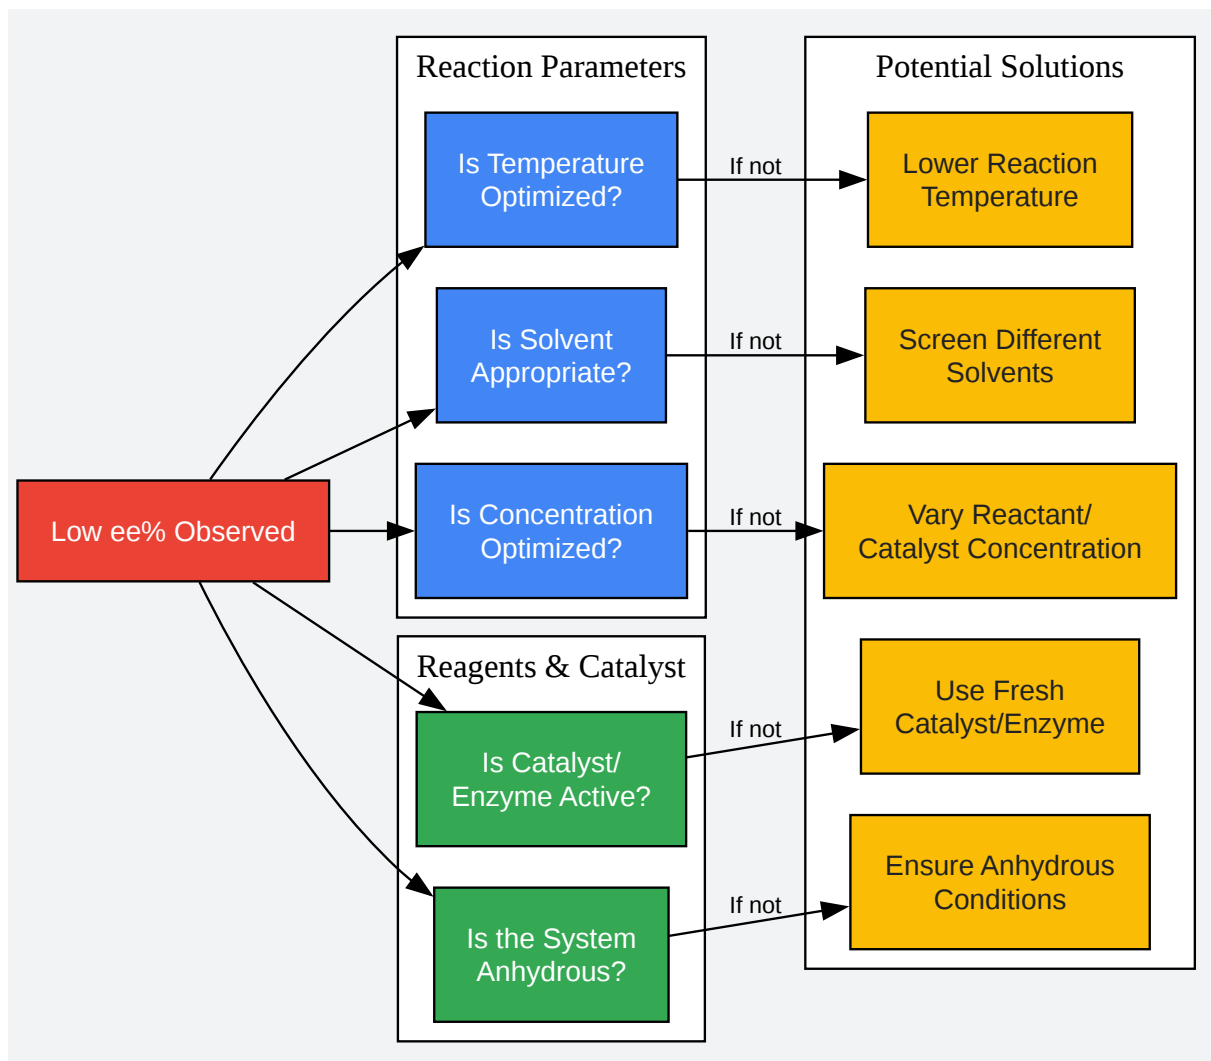 Reaction Parameters
Potential Solutions
Is Temperature
Optimized?
If not
Lower Reaction
Temperature
Is Solvent
Appropriate?
If not
Screen Different
Solvents
Low ee% Observed
Is Concentration
Optimized?
If not
Vary Reactant/
Catalyst Concentration
Reagents & Catalyst
Is Catalyst/
Enzyme Active?
If not
Use Fresh
Catalyst/Enzyme
Is the System
Anhydrous?
If not
Ensure Anhydrous
Conditions